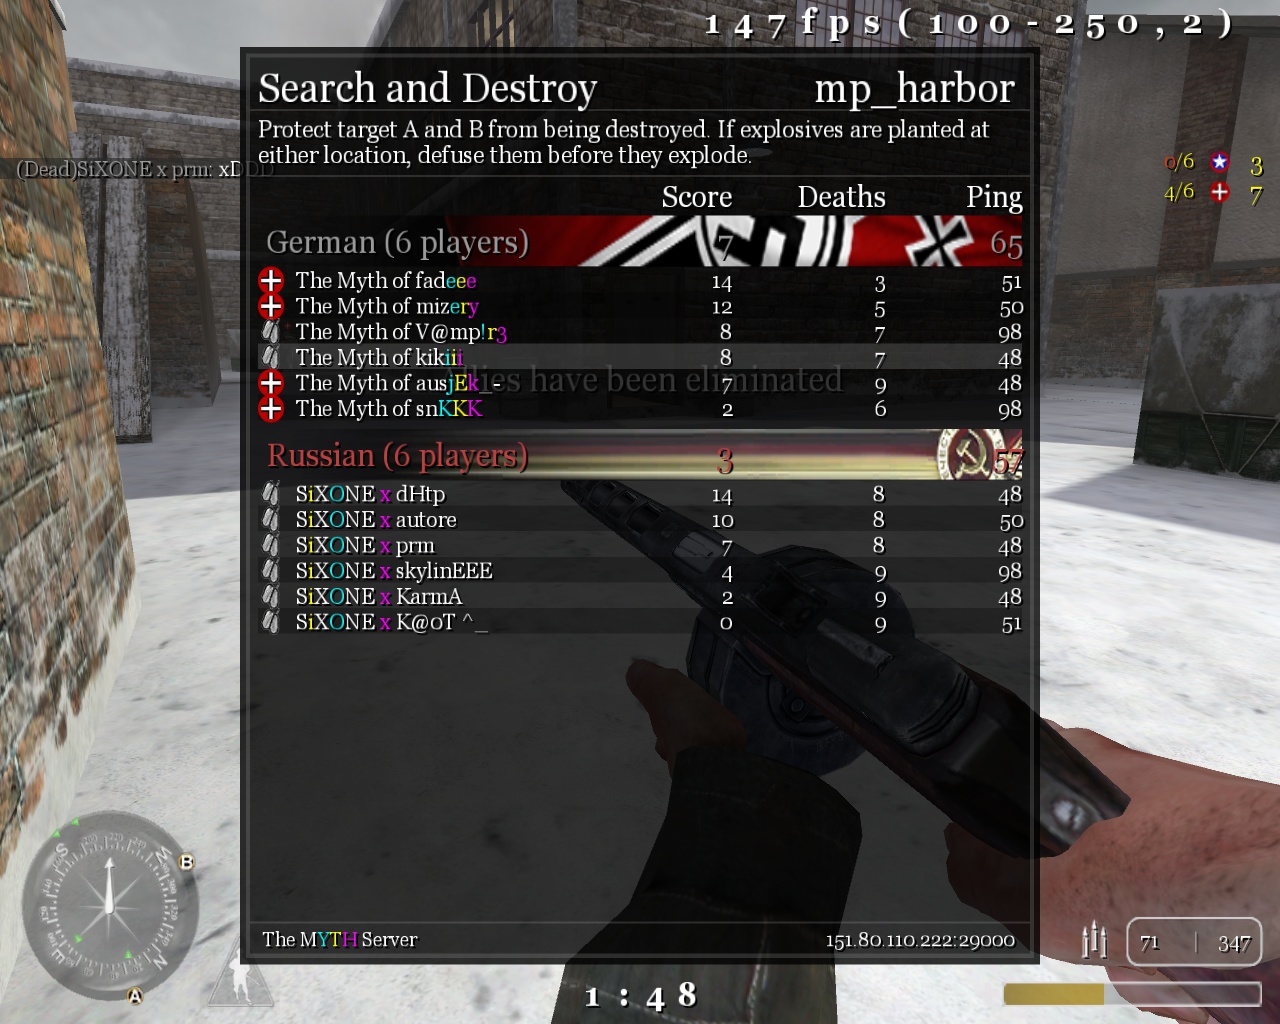 147fps(100-250,2)
Search and Destroy mp_harbor
Protect target A and B from being destroyed. If explosives are planted at
either location, defuse them before they explode.
(Dead)SiXONE x prm: xDDD
0/6 3
4/6 7
Score Deaths Ping
German (6 players) 7 65
The Myth of fadeee 14 3 51
The Myth of mizery 12 5 50
The Myth of V@mp!r3 8 7 98
The Myth of kikiii 8 7 48
The Myth of ausjEk_- 7 9 48
The Myth of snKKK 2 6 98
Allies have been eliminated
Russian (6 players) 3 57
SiXONE x dHtp 14 8 48
SiXONE x autore 10 8 50
SiXONE x prm 7 8 48
SiXONE x skylinEEE 4 9 98
SiXONE x KarmA 2 9 48
SiXONE x K@oT ^_ 0 9 51
B
A
The MYTH Server 151.80.110.222:29000
71 | 347
1:48